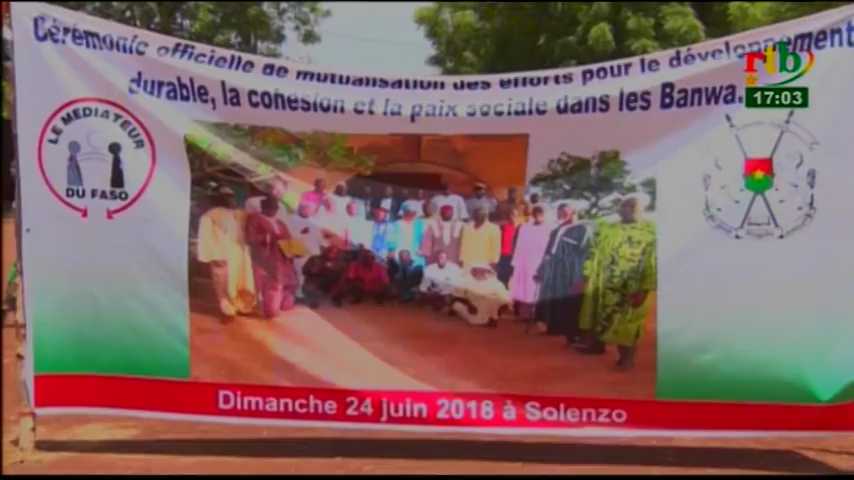 Cérémonie officielle de mutualisation des efforts pour le développement
durable, la cohésion et la paix sociale dans les Banwa.
rtb
17:03
LE MEDIATEUR
DU FASO
Dimanche 24 juin 2018 à Solenzo